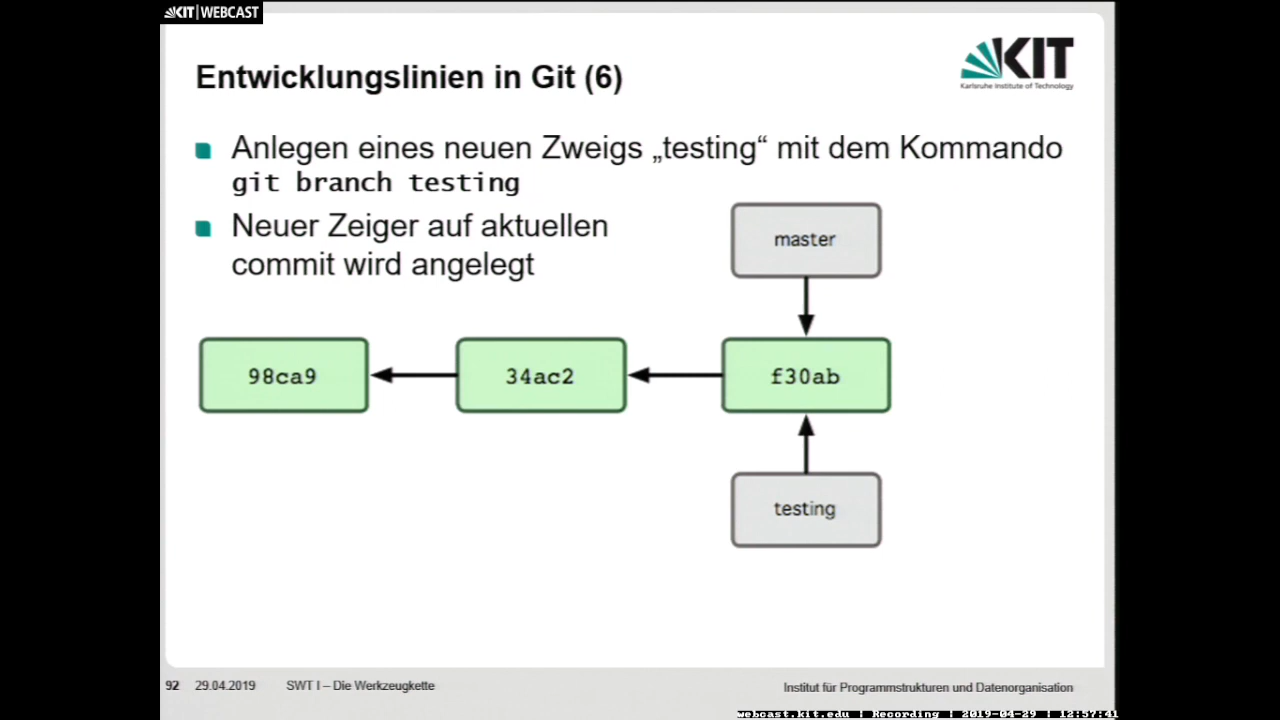 KIT | WEBCAST
KIT
Karlsruhe Institute of Technology
Entwicklungslinien in Git (6)
Anlegen eines neuen Zweigs „testing“ mit dem Kommando
git branch testing
Neuer Zeiger auf aktuellen
commit wird angelegt
master
98ca9
34ac2
f30ab
testing
92 29.04.2019 SWT I – Die Werkzeugkette
Institut für Programmstrukturen und Datenorganisation
webcast.kit.edu | Recording | 2019-04-29 | 12:57:41